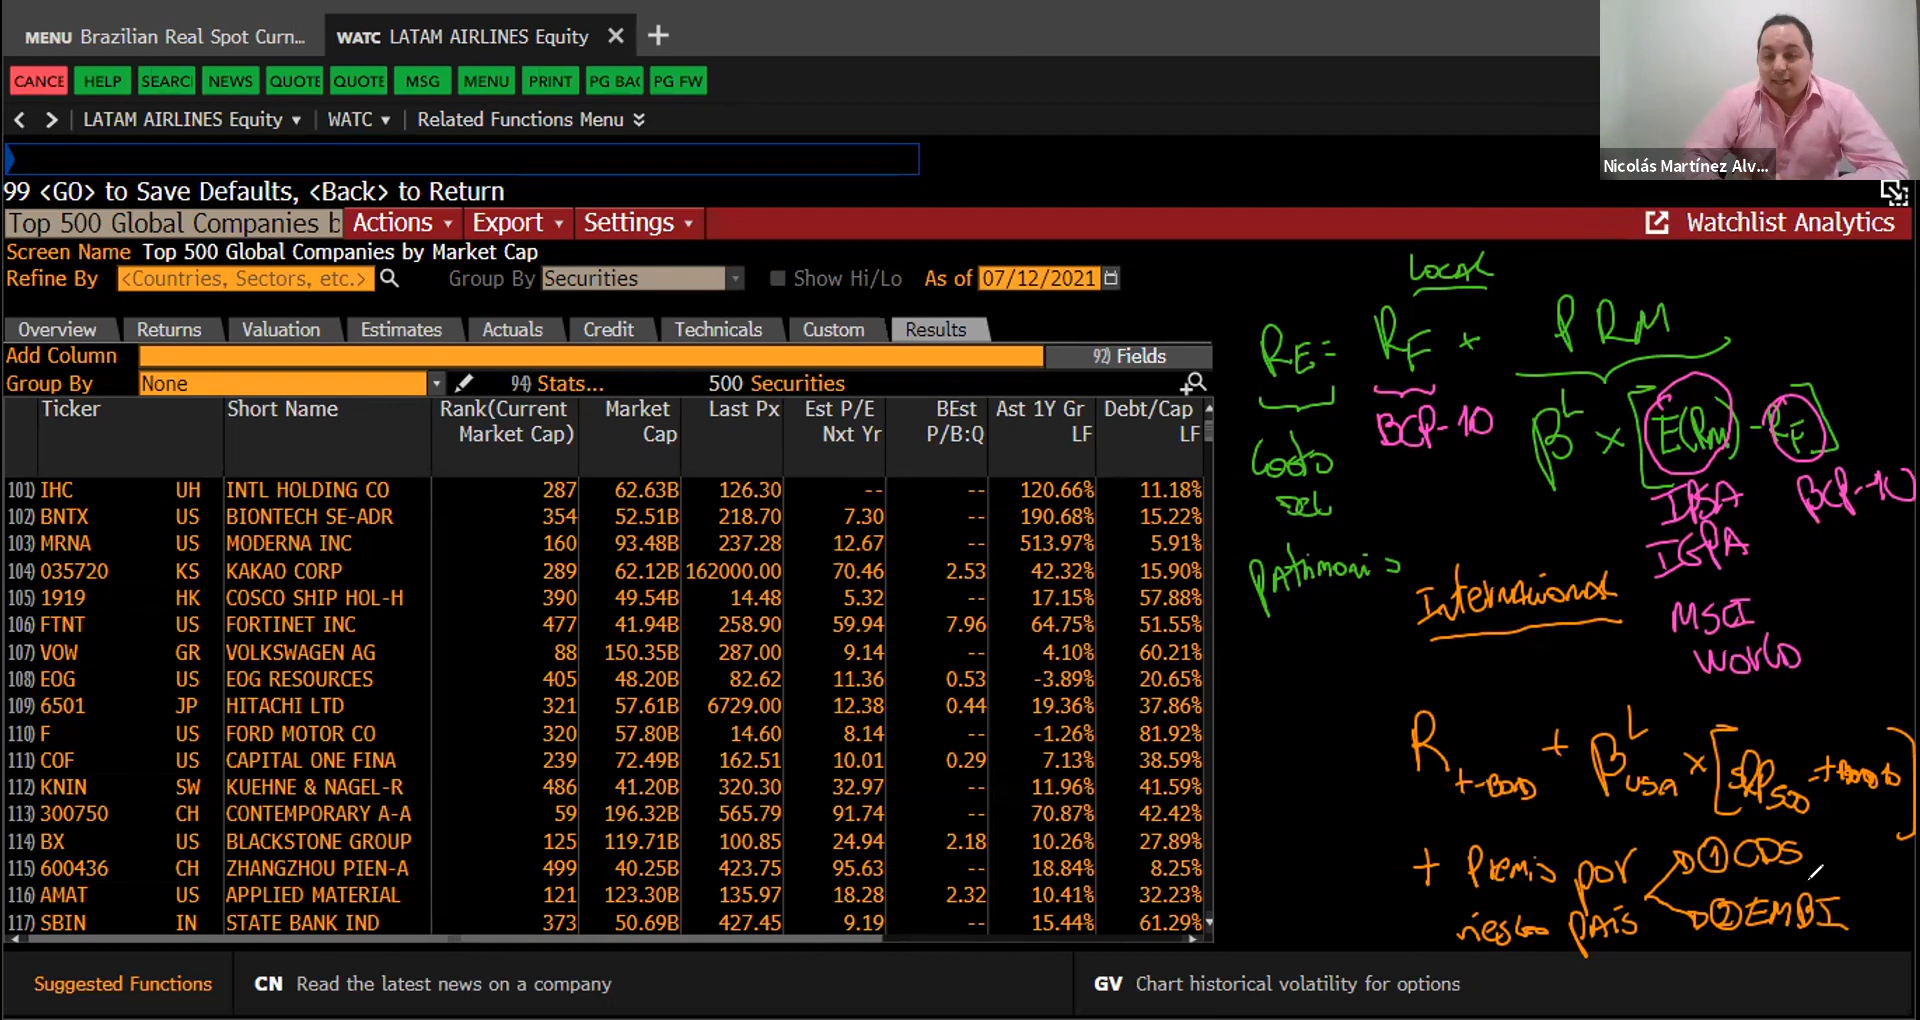 MENU Brazilian Real Spot Curn... WATC LATAM AIRLINES Equity × +
CANCE HELP SEARCI NEWS QUOTE QUOTE MSG MENU PRINT PG BAC PG FW
< > LATAM AIRLINES Equity WATC Related Functions Menu
99 <GO> to Save Defaults, <Back> to Return
Top 500 Global Companies b Actions Export Settings Watchlist Analytics
Screen Name Top 500 Global Companies by Market Cap
Refine By <Countries, Sectors, etc.> Group By Securities Show Hi/Lo As of 07/12/2021
Overview Returns Valuation Estimates Actuals Credit Technicals Custom Results
Add Column 92) Fields
Group By None 94) Stats... 500 Securities
Ticker Short Name Rank(Current Market Last Px Est P/E BEst Ast 1Y Gr Debt/Cap
Market Cap) Cap Nxt Yr P/B:Q LF LF
101) IHC UH INTL HOLDING CO 287 62.63B 126.30 -- -- 120.66% 11.18%
102) BNTX US BIONTECH SE-ADR 354 52.51B 218.70 7.30 -- 190.68% 15.22%
103) MRNA US MODERNA INC 160 93.48B 237.28 12.67 -- 513.97% 5.91%
104) 035720 KS KAKAO CORP 289 62.12B 162000.00 70.46 2.53 42.32% 15.90%
105) 1919 HK COSCO SHIP HOL-H 390 49.54B 14.48 5.32 -- 17.15% 57.88%
106) FTNT US FORTINET INC 477 41.94B 258.90 59.94 7.96 64.75% 51.55%
107) VOW GR VOLKSWAGEN AG 88 150.35B 287.00 9.14 -- 4.10% 60.21%
108) EOG US EOG RESOURCES 405 48.20B 82.62 11.36 0.53 -3.89% 20.65%
109) 6501 JP HITACHI LTD 321 57.61B 6729.00 12.38 0.44 19.36% 37.86%
110) F US FORD MOTOR CO 320 57.80B 14.60 8.14 -- -1.26% 81.92%
111) COF US CAPITAL ONE FINA 239 72.49B 162.51 10.01 0.29 7.13% 38.59%
112) KNIN SW KUEHNE & NAGEL-R 486 41.20B 320.30 32.97 -- 11.96% 41.59%
113) 300750 CH CONTEMPORARY A-A 59 196.32B 565.79 91.74 -- 70.87% 42.42%
114) BX US BLACKSTONE GROUP 125 119.71B 100.85 24.94 2.18 10.26% 27.89%
115) 600436 CH ZHANGZHOU PIEN-A 499 40.25B 423.75 95.63 -- 18.84% 8.25%
116) AMAT US APPLIED MATERIAL 121 123.30B 135.97 18.28 2.32 10.41% 32.23%
117) SBIN IN STATE BANK IND 373 50.69B 427.45 9.19 -- 15.44% 61.29%
Suggested Functions CN Read the latest news on a company GV Chart historical volatility for options
Nicolás Martínez Alv...
LOCAL
RE = RF + PRM
BCP-10
β^L × [E(RM) - RF]
Costo
del
Patrimonio
IPSA BCP-10
IGPA
MSCI
World
Internacional
R T-BOND + β^L USA × [S&P500 -
+ Premio por ① CDS
riesgo país ② EMBI